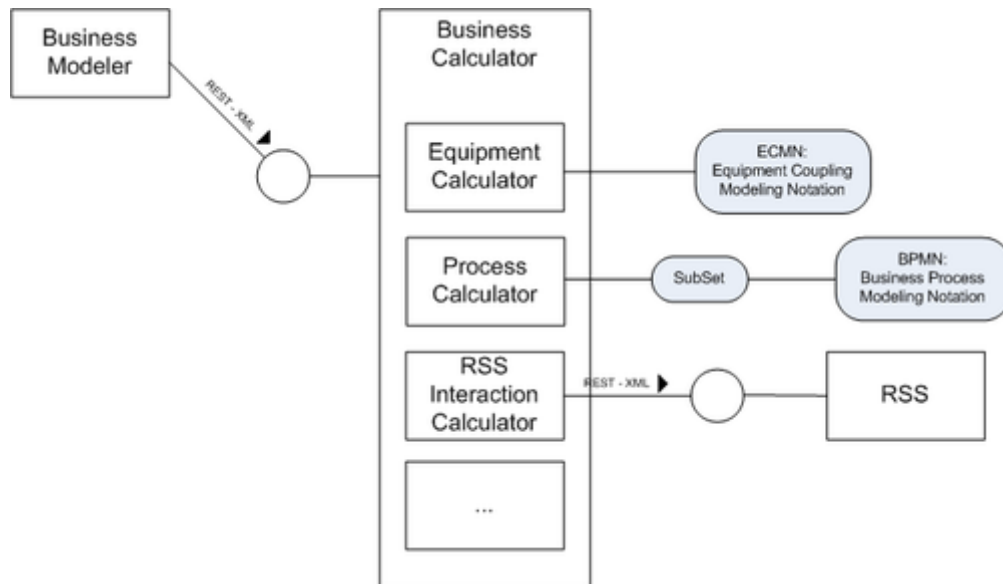 Business
Modeler
REST - XML
Business
Calculator
Equipment
Calculator
ECMN:
Equipment Coupling
Modeling Notation
Process
Calculator
SubSet
BPMN:
Business Process
Modeling Notation
RSS
Interaction
Calculator
REST - XML
RSS
...